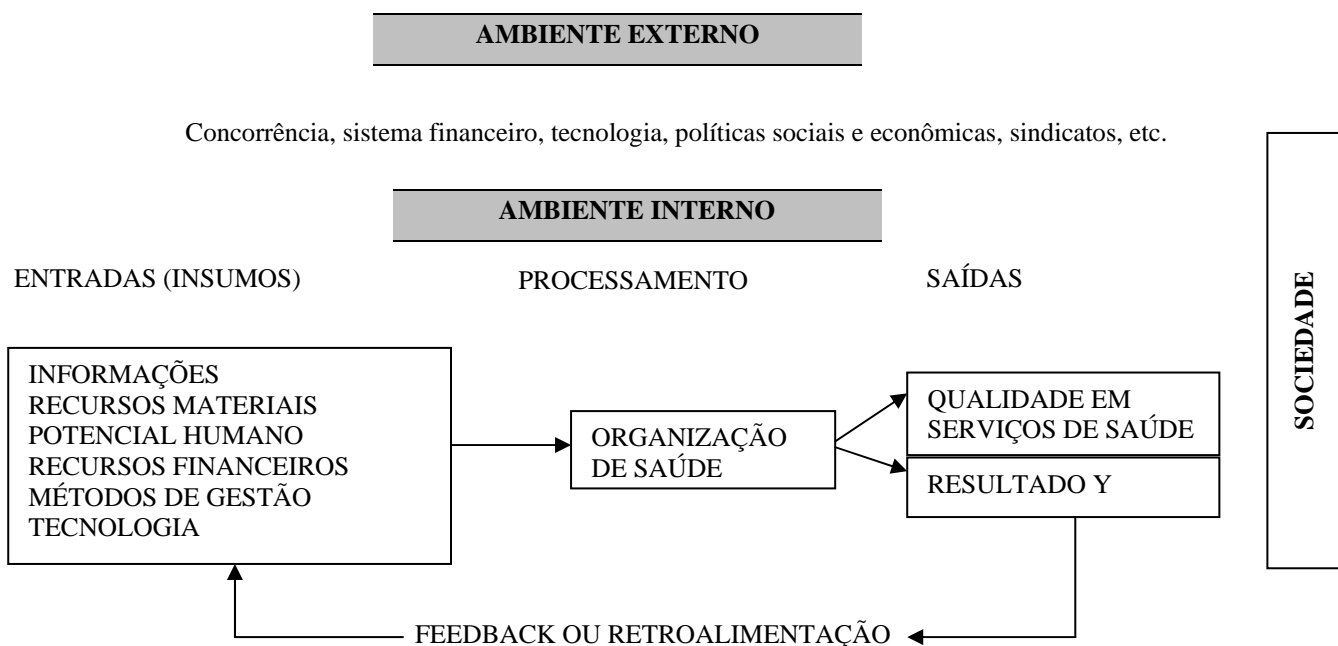 AMBIENTE EXTERNO
Concorrência, sistema financeiro, tecnologia, políticas sociais e econômicas, sindicatos, etc.
AMBIENTE INTERNO
ENTRADAS (INSUMOS)
PROCESSAMENTO
SAÍDAS
INFORMAÇÕES
RECURSOS MATERIAIS
POTENCIAL HUMANO
RECURSOS FINANCEIROS
MÉTODOS DE GESTÃO
TECNOLOGIA
ORGANIZAÇÃO
DE SAÚDE
QUALIDADE EM
SERVIÇOS DE SAÚDE
RESULTADO Y
SOCIEDADE
FEEDBACK OU RETROALIMENTAÇÃO